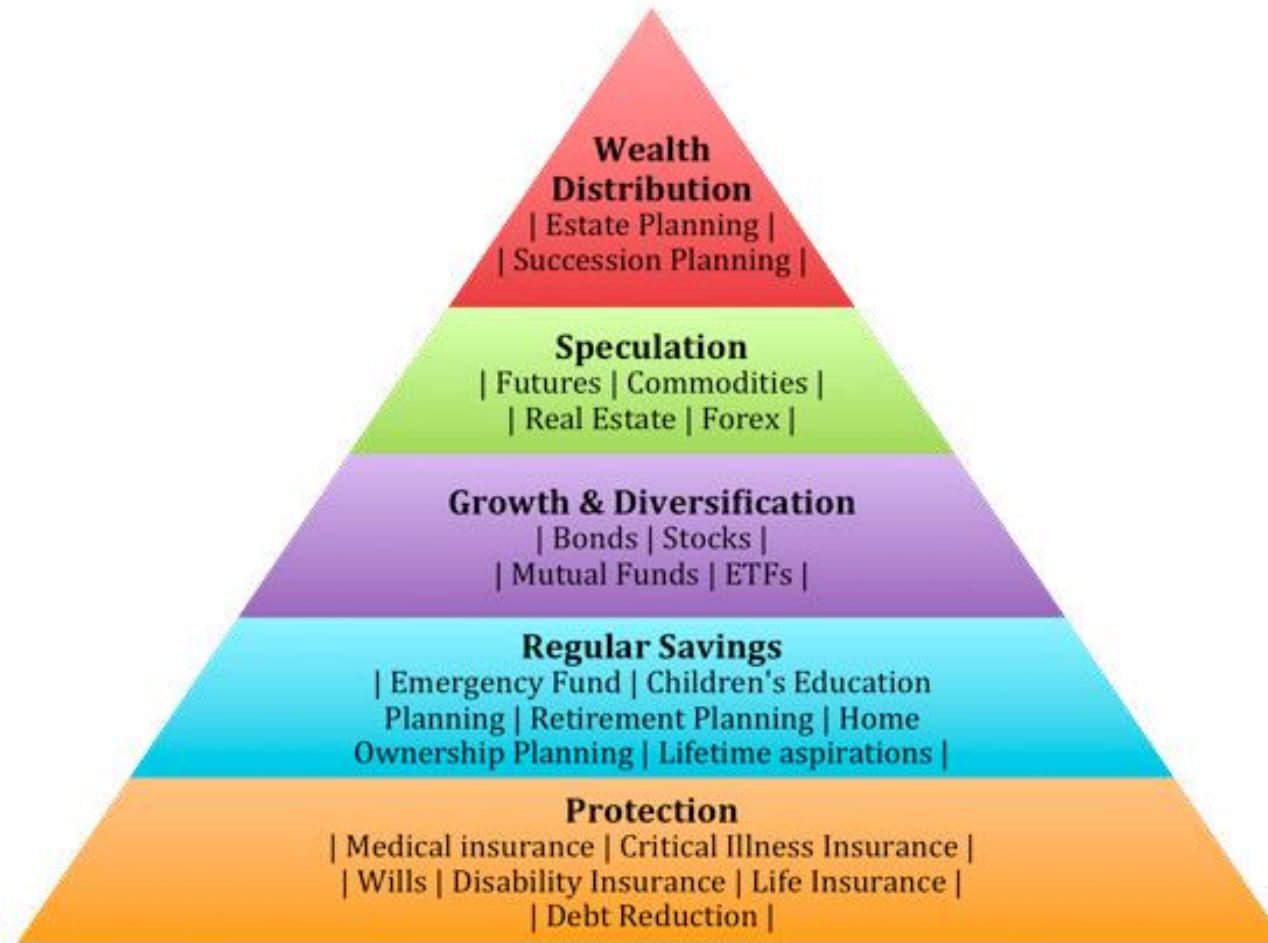 Wealth
Distribution
| Estate Planning |
| Succession Planning |
Speculation
| Futures | Commodities |
| Real Estate | Forex |
Growth & Diversification
| Bonds | Stocks |
| Mutual Funds | ETFs |
Regular Savings
| Emergency Fund | Children's Education
Planning | Retirement Planning | Home
Ownership Planning | Lifetime aspirations |
Protection
| Medical insurance | Critical Illness Insurance |
| Wills | Disability Insurance | Life Insurance |
| Debt Reduction |